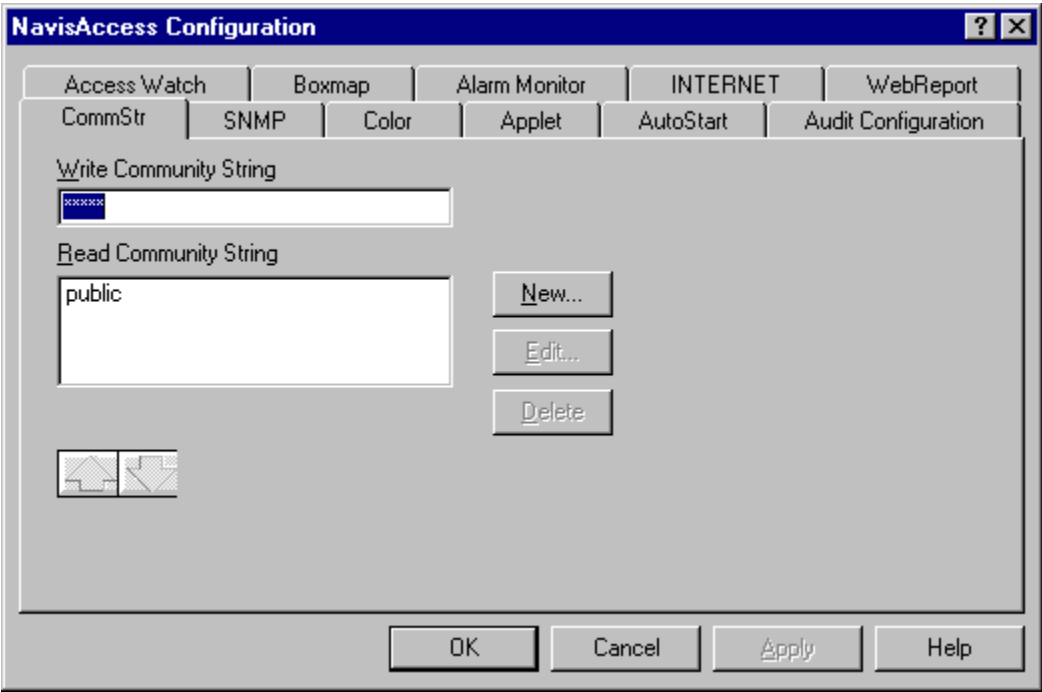 NavisAccess Configuration
Access Watch Boxmap Alarm Monitor INTERNET WebReport
CommStr SNMP Color Applet AutoStart Audit Configuration
Write Community String
*****
Read Community String
public
New...
Edit...
Delete
OK Cancel Apply Help